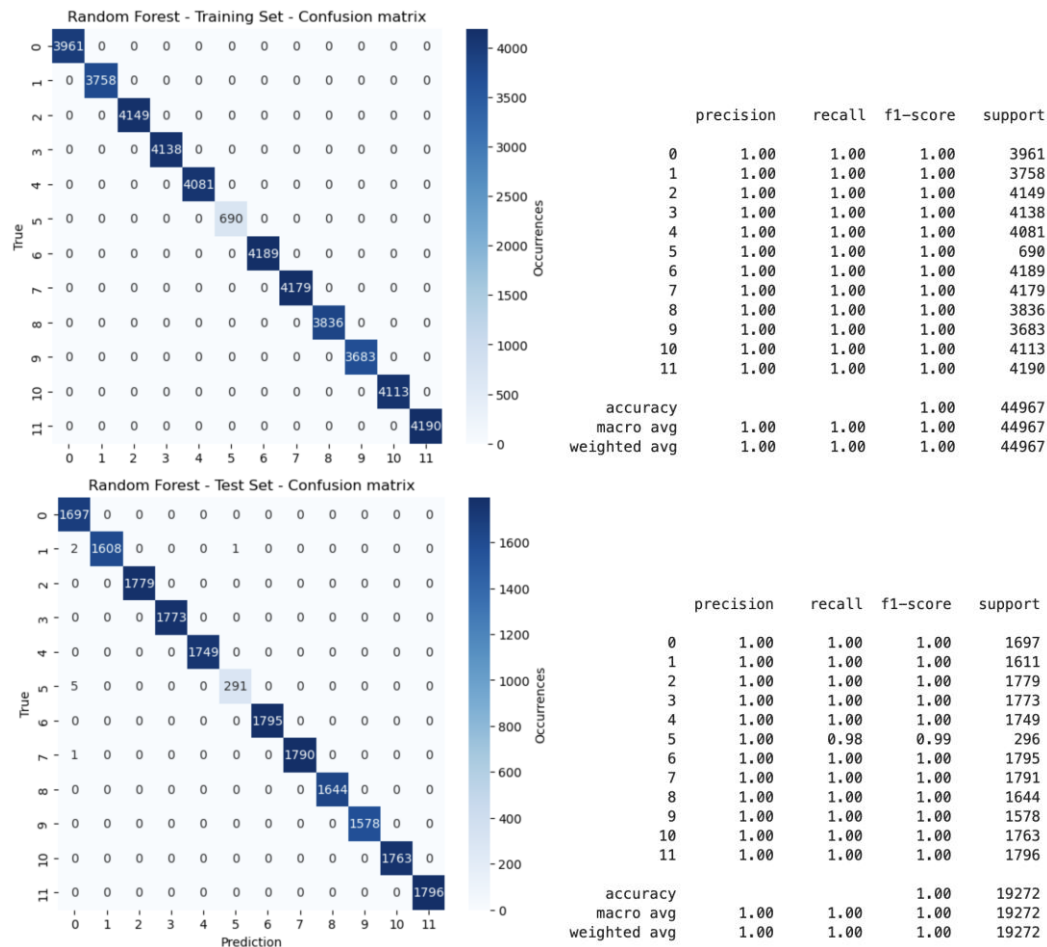 Random Forest - Training Set - Confusion matrix
True
0 3961 0 0 0 0 0 0 0 0 0 0 0
1 0 3758 0 0 0 0 0 0 0 0 0 0
2 0 0 4149 0 0 0 0 0 0 0 0 0
3 0 0 0 4138 0 0 0 0 0 0 0 0
4 0 0 0 0 4081 0 0 0 0 0 0 0
5 0 0 0 0 0 690 0 0 0 0 0 0
6 0 0 0 0 0 0 4189 0 0 0 0 0
7 0 0 0 0 0 0 0 4179 0 0 0 0
8 0 0 0 0 0 0 0 0 3836 0 0 0
9 0 0 0 0 0 0 0 0 0 3683 0 0
10 0 0 0 0 0 0 0 0 0 0 4113 0
11 0 0 0 0 0 0 0 0 0 0 0 4190
0 1 2 3 4 5 6 7 8 9 10 11
4000
3500
3000
2500
2000
1500
1000
500
0
Occurrences
precision recall f1-score support
0 1.00 1.00 1.00 3961
1 1.00 1.00 1.00 3758
2 1.00 1.00 1.00 4149
3 1.00 1.00 1.00 4138
4 1.00 1.00 1.00 4081
5 1.00 1.00 1.00 690
6 1.00 1.00 1.00 4189
7 1.00 1.00 1.00 4179
8 1.00 1.00 1.00 3836
9 1.00 1.00 1.00 3683
10 1.00 1.00 1.00 4113
11 1.00 1.00 1.00 4190
accuracy 1.00 44967
macro avg 1.00 1.00 1.00 44967
weighted avg 1.00 1.00 1.00 44967
Random Forest - Test Set - Confusion matrix
True
0 1697 0 0 0 0 0 0 0 0 0 0 0
1 2 1608 0 0 0 1 0 0 0 0 0 0
2 0 0 1779 0 0 0 0 0 0 0 0 0
3 0 0 0 1773 0 0 0 0 0 0 0 0
4 0 0 0 0 1749 0 0 0 0 0 0 0
5 5 0 0 0 0 291 0 0 0 0 0 0
6 0 0 0 0 0 0 1795 0 0 0 0 0
7 1 0 0 0 0 0 0 1790 0 0 0 0
8 0 0 0 0 0 0 0 0 1644 0 0 0
9 0 0 0 0 0 0 0 0 0 1578 0 0
10 0 0 0 0 0 0 0 0 0 0 1763 0
11 0 0 0 0 0 0 0 0 0 0 0 1796
0 1 2 3 4 5 6 7 8 9 10 11
Prediction
1600
1400
1200
1000
800
600
400
200
0
Occurrences
precision recall f1-score support
0 1.00 1.00 1.00 1697
1 1.00 1.00 1.00 1611
2 1.00 1.00 1.00 1779
3 1.00 1.00 1.00 1773
4 1.00 1.00 1.00 1749
5 1.00 0.98 0.99 296
6 1.00 1.00 1.00 1795
7 1.00 1.00 1.00 1791
8 1.00 1.00 1.00 1644
9 1.00 1.00 1.00 1578
10 1.00 1.00 1.00 1763
11 1.00 1.00 1.00 1796
accuracy 1.00 19272
macro avg 1.00 1.00 1.00 19272
weighted avg 1.00 1.00 1.00 19272